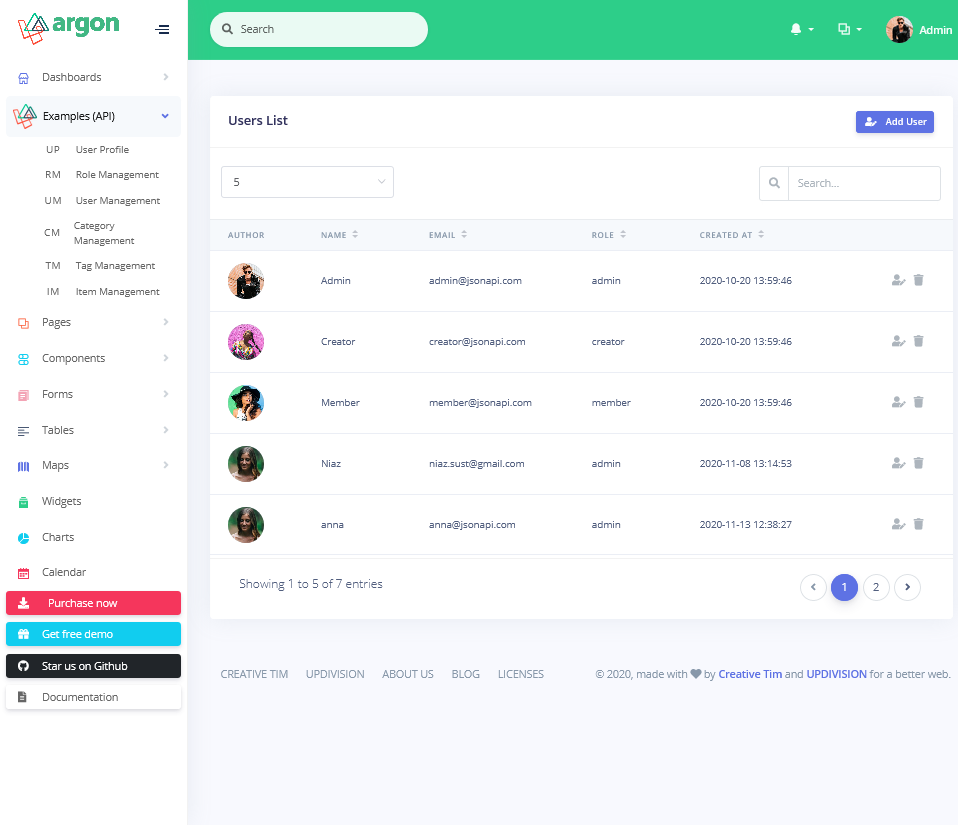 argon
Search
Admin
Dashboards
Examples (API)
UP User Profile
RM Role Management
UM User Management
CM Category
Management
TM Tag Management
IM Item Management
Pages
Components
Forms
Tables
Maps
Widgets
Charts
Calendar
Purchase now
Get free demo
Star us on Github
Documentation
Users List
Add User
5
Search...
AUTHOR NAME EMAIL ROLE CREATED AT
Admin admin@jsonapi.com admin 2020-10-20 13:59:46
Creator creator@jsonapi.com creator 2020-10-20 13:59:46
Member member@jsonapi.com member 2020-10-20 13:59:46
Niaz niaz.sust@gmail.com admin 2020-11-08 13:14:53
anna anna@jsonapi.com admin 2020-11-13 12:38:27
Showing 1 to 5 of 7 entries
1 2
CREATIVE TIM UPDIVISION ABOUT US BLOG LICENSES
© 2020, made with by Creative Tim and UPDIVISION for a better web.